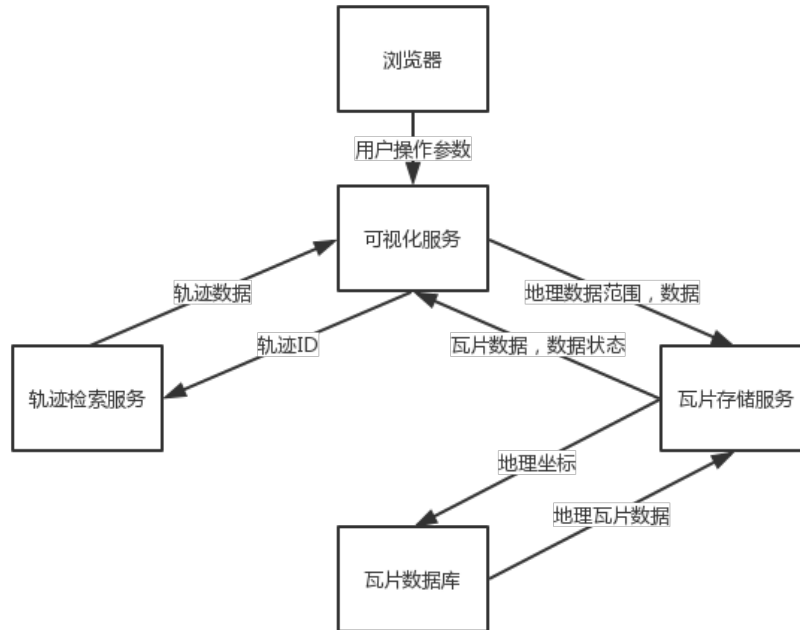 浏览器
用户操作参数
可视化服务
轨迹数据
地理数据范围，数据
轨迹ID
瓦片数据，数据状态
轨迹检索服务
瓦片存储服务
地理坐标
地理瓦片数据
瓦片数据库